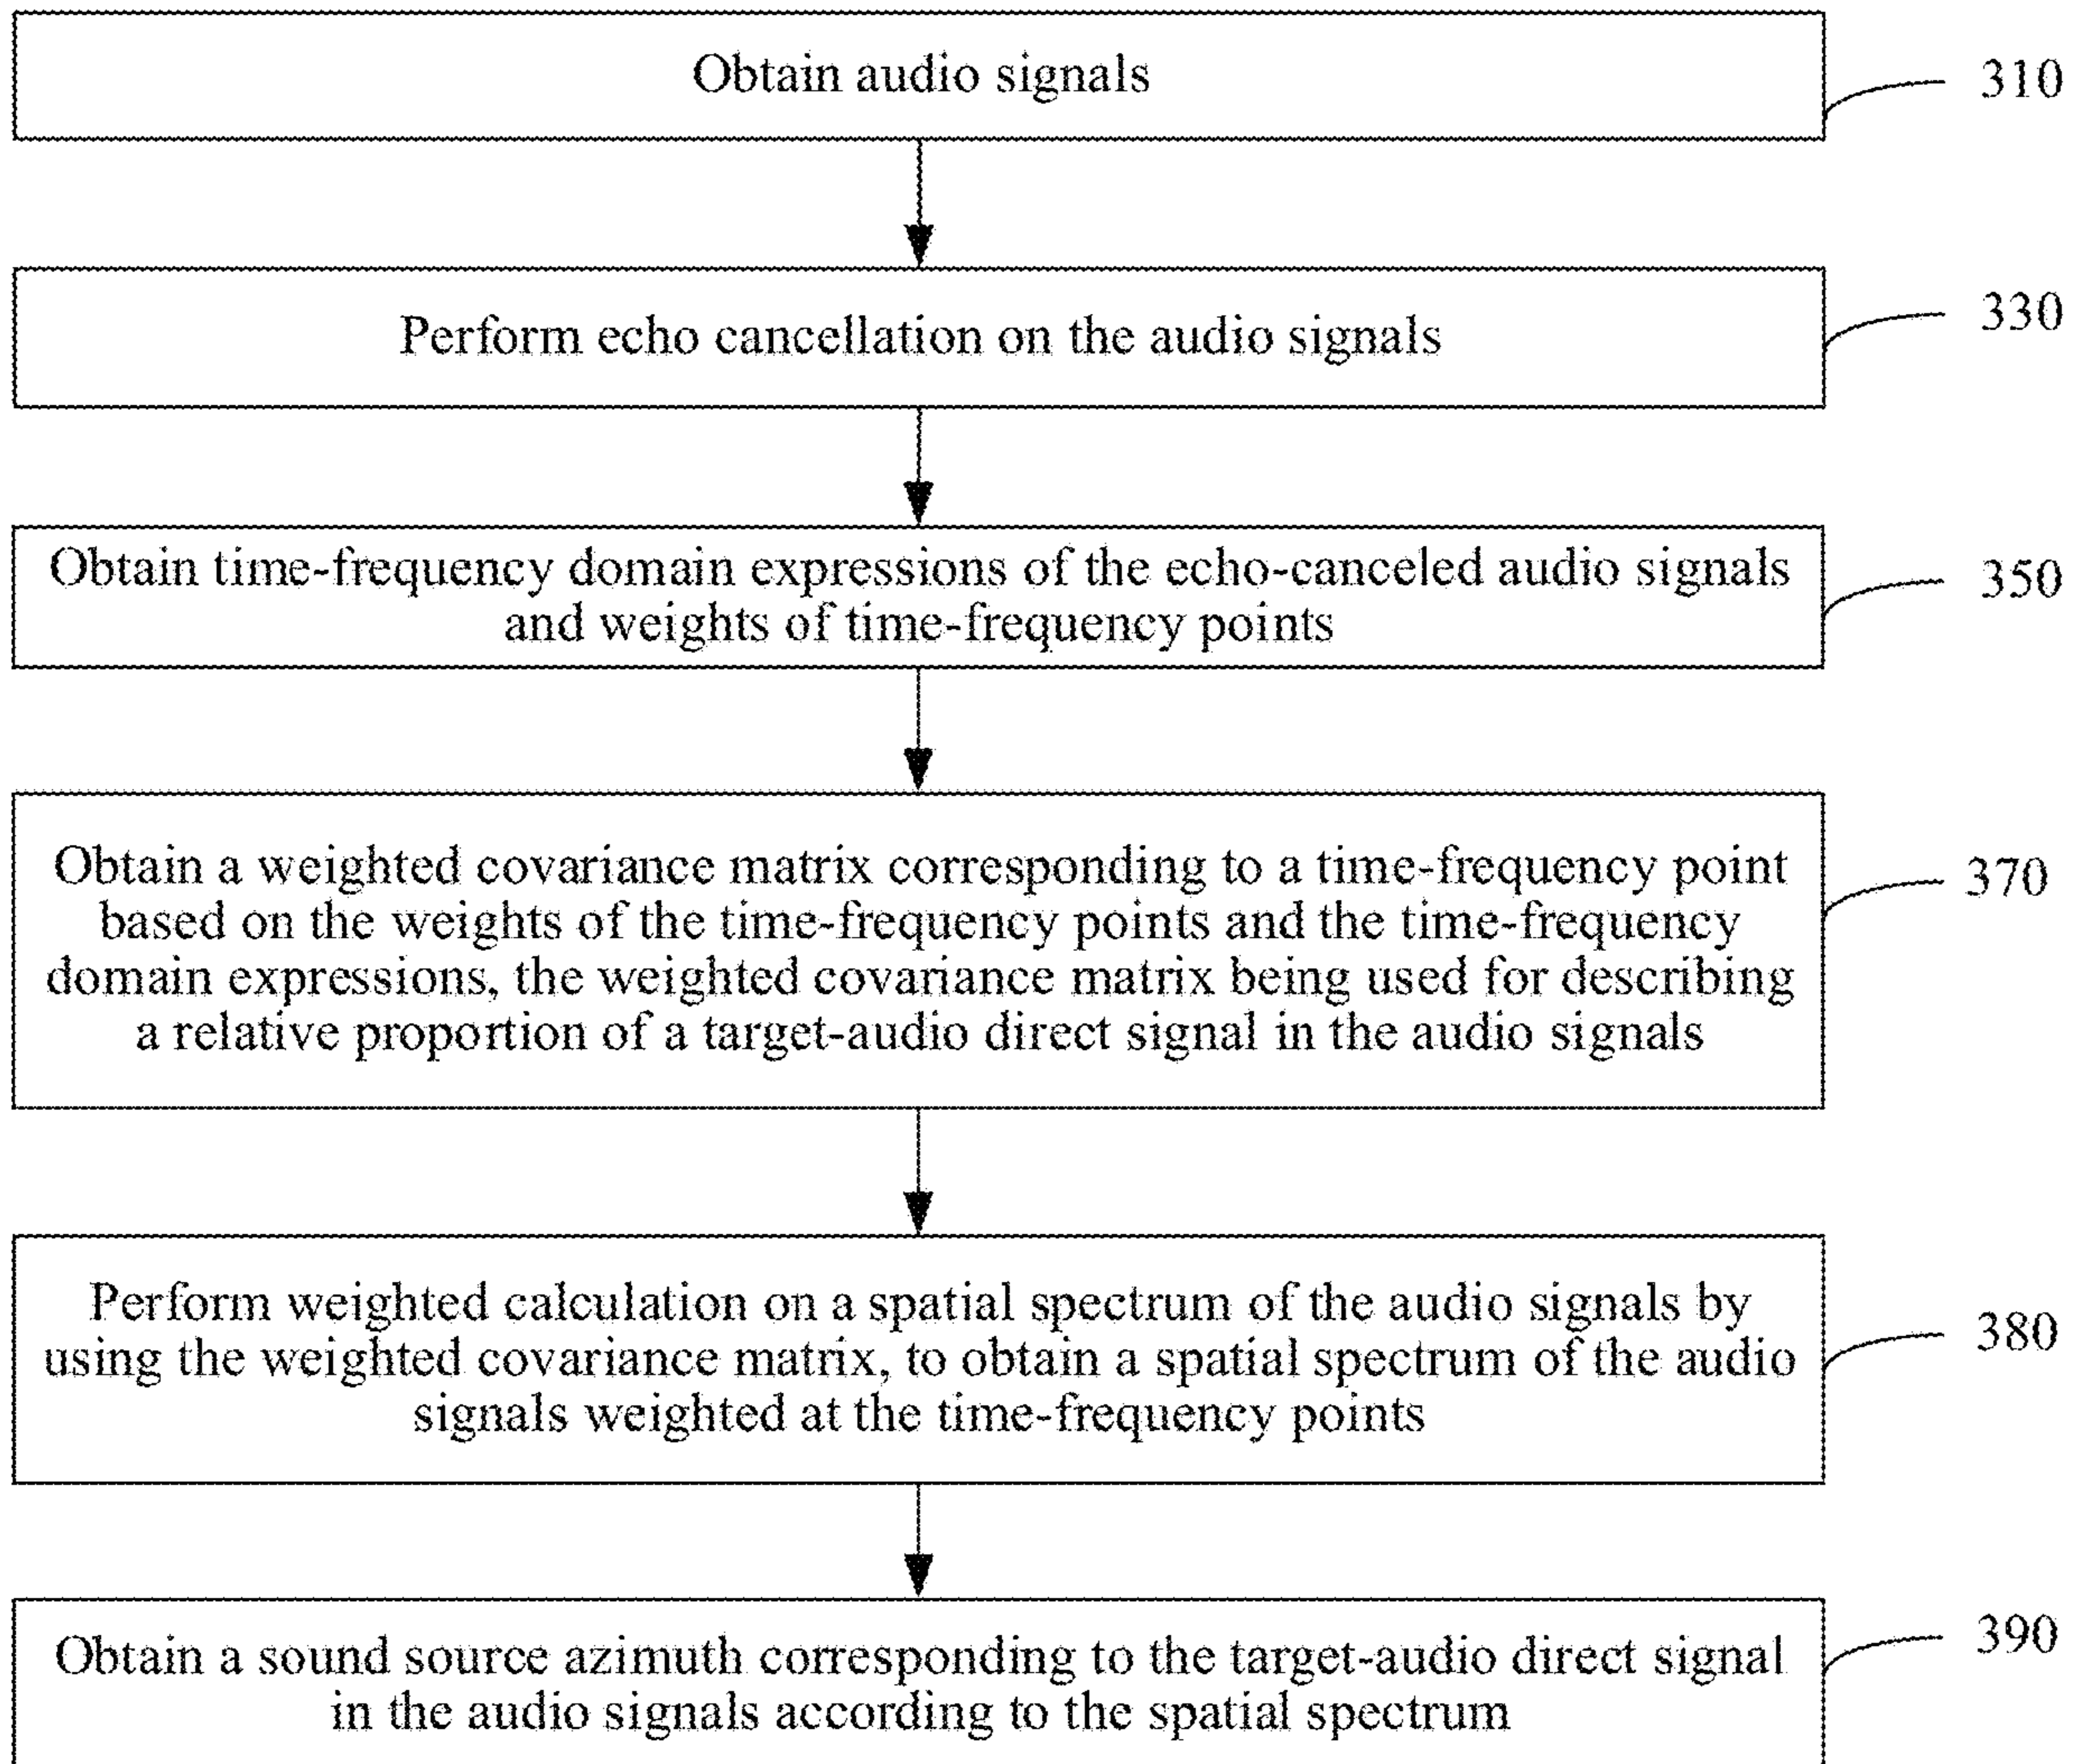 Obtain audio signals
310
Perform echo cancellation on the audio signals
330
Obtain time-frequency domain expressions of the echo-canceled audio signals
and weights of time-frequency points
350
Obtain a weighted covariance matrix corresponding to a time-frequency point
based on the weights of the time-frequency points and the time-frequency
domain expressions, the weighted covariance matrix being used for describing
a relative proportion of a target-audio direct signal in the audio signals
370
Perform weighted calculation on a spatial spectrum of the audio signals by
using the weighted covariance matrix, to obtain a spatial spectrum of the audio
signals weighted at the time-frequency points
380
Obtain a sound source azimuth corresponding to the target-audio direct signal
in the audio signals according to the spatial spectrum
390